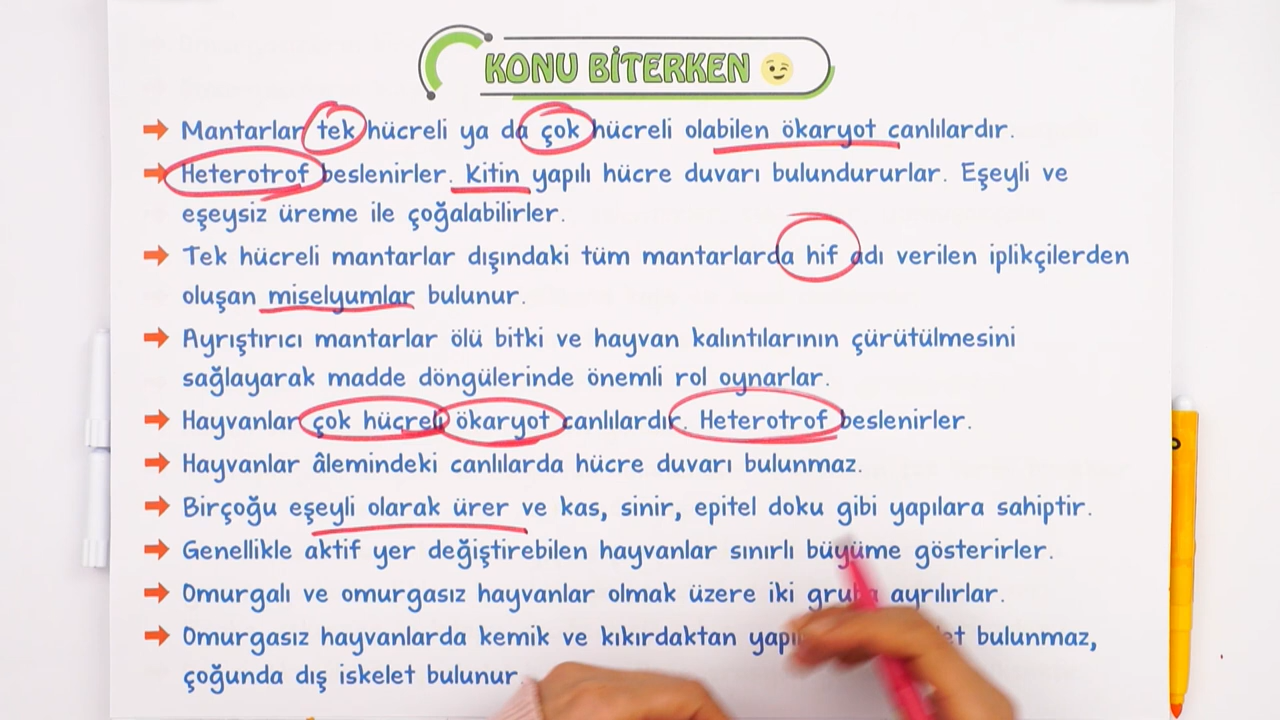 KONU BİTERKEN
Mantarlar tek hücreli ya da çok hücreli olabilen ökaryot canlılardır.
Heterotrof beslenirler. Kitin yapılı hücre duvarı bulundururlar. Eşeyli ve
eşeysiz üreme ile çoğalabilirler.
Tek hücreli mantarlar dışındaki tüm mantarlarda hif adı verilen iplikçilerden
oluşan miselyumlar bulunur.
Ayrıştırıcı mantarlar ölü bitki ve hayvan kalıntılarının çürütülmesini
sağlayarak madde döngülerinde önemli rol oynarlar.
Hayvanlar çok hücreli ökaryot canlılardır. Heterotrof beslenirler.
Hayvanlar âlemindeki canlılarda hücre duvarı bulunmaz.
Birçoğu eşeyli olarak ürer ve kas, sinir, epitel doku gibi yapılara sahiptir.
Genellikle aktif yer değiştirebilen hayvanlar sınırlı büyüme gösterirler.
Omurgalı ve omurgasız hayvanlar olmak üzere iki gruba ayrılırlar.
Omurgasız hayvanlarda kemik ve kıkırdaktan bulunmaz,
çoğunda dış iskelet bulunur.